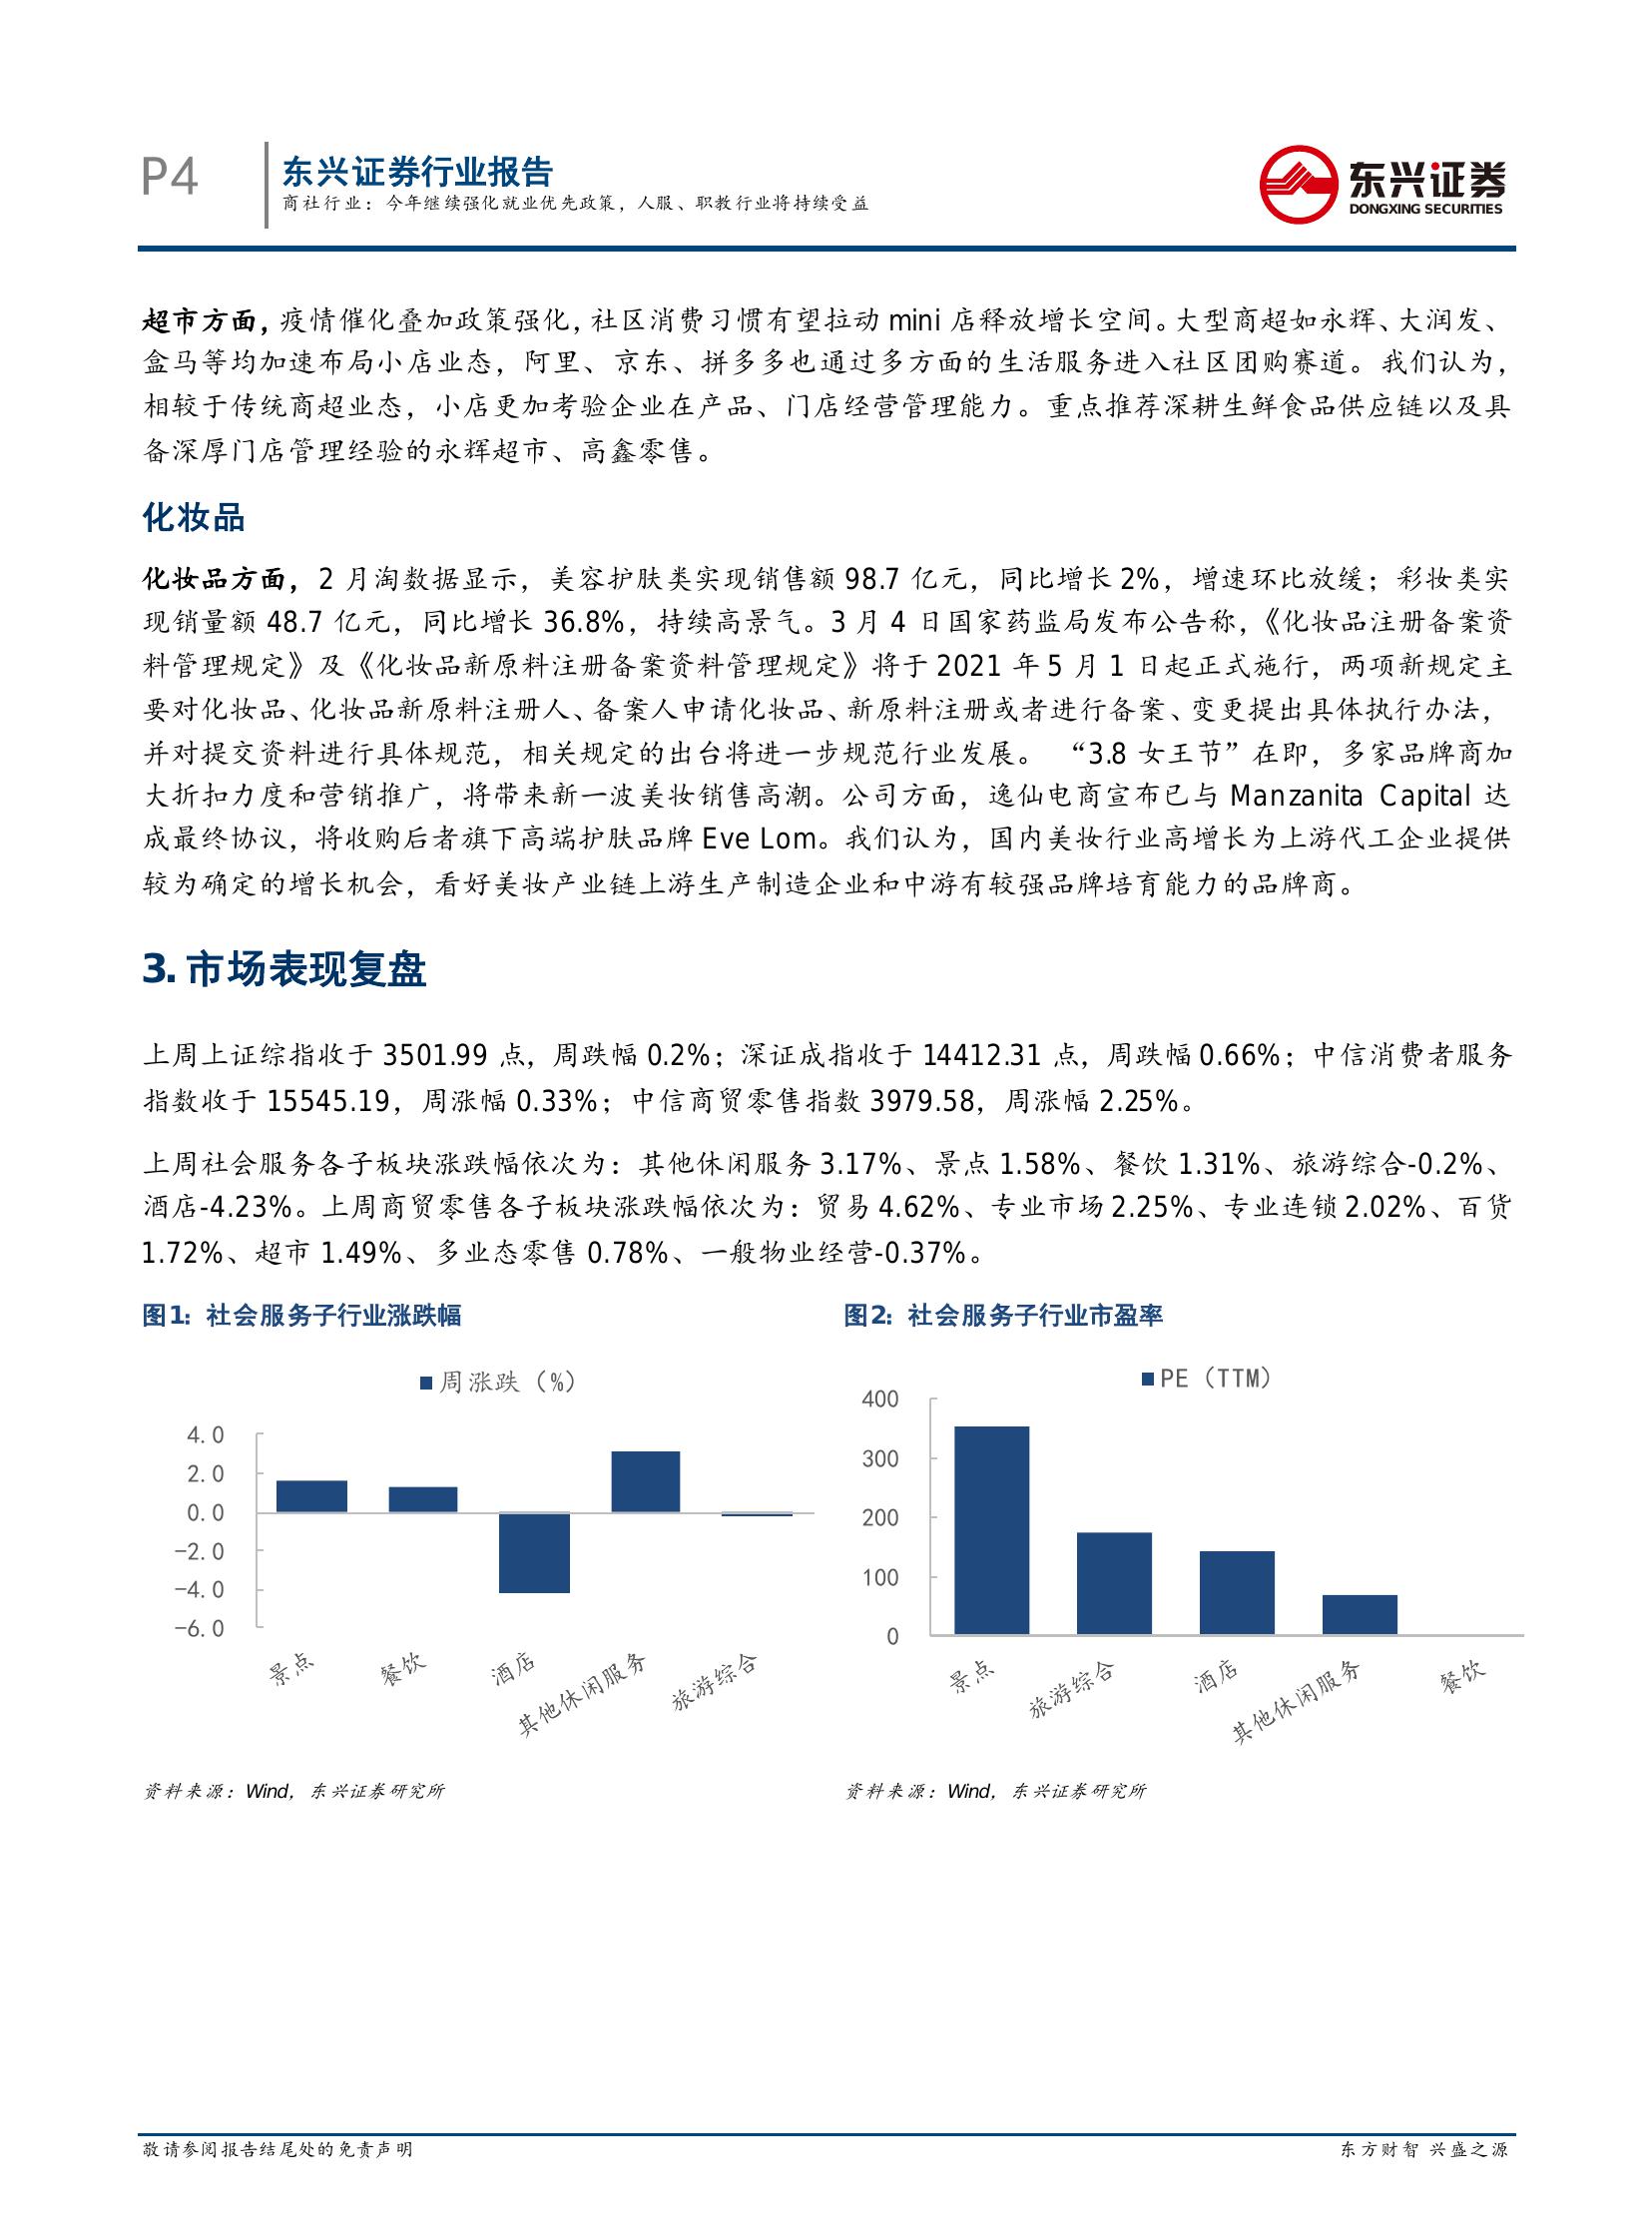 P4
东兴证券行业报告
商社行业：今年继续强化就业优先政策，人服、职教行业将持续受益
东兴证券
DONGXING SECURITIES
超市方面，疫情催化叠加政策强化，社区消费习惯有望拉动 mini 店释放增长空间。大型商超如永辉、大润发、
盒马等均加速布局小店业态，阿里、京东、拼多多也通过多方面的生活服务进入社区团购赛道。我们认为，
相较于传统商超业态，小店更加考验企业在产品、门店经营管理能力。重点推荐深耕生鲜食品供应链以及具
备深厚门店管理经验的永辉超市、高鑫零售。
化妆品
化妆品方面，2 月淘数据显示，美容护肤类实现销售额 98.7 亿元，同比增长 2%，增速环比放缓；彩妆类实
现销量额 48.7 亿元，同比增长 36.8%，持续高景气。3 月 4 日国家药监局发布公告称，《化妆品注册备案资
料管理规定》及《化妆品新原料注册备案资料管理规定》将于 2021 年 5 月 1 日起正式施行，两项新规定主
要对化妆品、化妆品新原料注册人、备案人申请化妆品、新原料注册或者进行备案、变更提出具体执行办法，
并对提交资料进行具体规范，相关规定的出台将进一步规范行业发展。 “3.8 女王节”在即，多家品牌商加
大折扣力度和营销推广，将带来新一波美妆销售高潮。公司方面，逸仙电商宣布已与 Manzanita Capital 达
成最终协议，将收购后者旗下高端护肤品牌 Eve Lom。我们认为，国内美妆行业高增长为上游代工企业提供
较为确定的增长机会，看好美妆产业链上游生产制造企业和中游有较强品牌培育能力的品牌商。
3. 市场表现复盘
上周上证综指收于 3501.99 点，周跌幅 0.2%；深证成指收于 14412.31 点，周跌幅 0.66%；中信消费者服务
指数收于 15545.19，周涨幅 0.33%；中信商贸零售指数 3979.58，周涨幅 2.25%。
上周社会服务各子板块涨跌幅依次为：其他休闲服务 3.17%、景点 1.58%、餐饮 1.31%、旅游综合-0.2%、
酒店-4.23%。上周商贸零售各子板块涨跌幅依次为：贸易 4.62%、专业市场 2.25%、专业连锁 2.02%、百货
1.72%、超市 1.49%、多业态零售 0.78%、一般物业经营-0.37%。
图1：社会服务子行业涨跌幅
周涨跌（%）
4.0
2.0
0.0
-2.0
-4.0
-6.0
景点
餐饮
酒店
其他休闲服务
旅游综合
资料来源：Wind，东兴证券研究所
图2：社会服务子行业市盈率
PE（TTM）
400
300
200
100
0
景点
旅游综合
酒店
其他休闲服务
餐饮
资料来源：Wind，东兴证券研究所
敬请参阅报告结尾处的免责声明
东方财智 兴盛之源